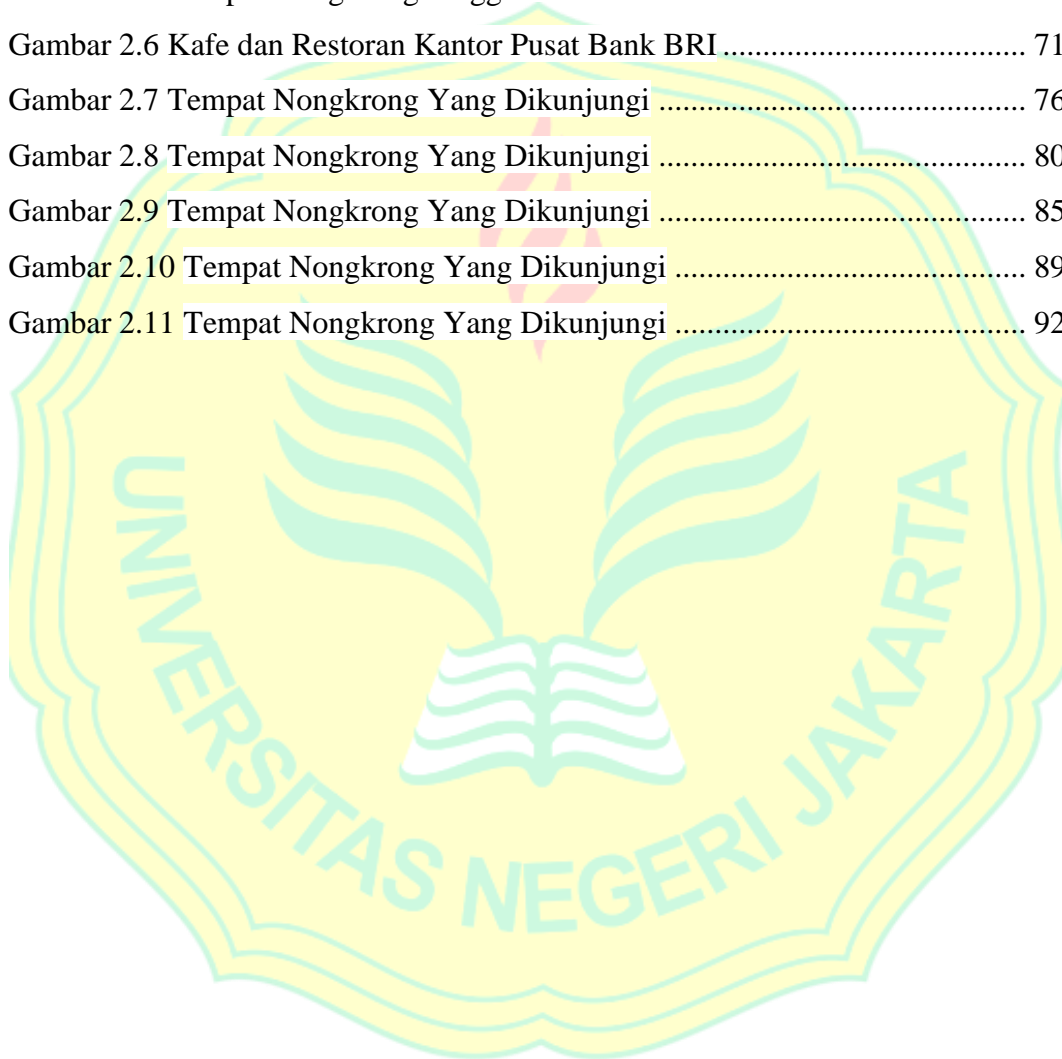 Gambar 2.6 Kafe dan Restoran Kantor Pusat Bank BRI.................................. 71
Gambar 2.7 Tempat Nongkrong Yang Dikunjungi .......................................... 76
Gambar 2.8 Tempat Nongkrong Yang Dikunjungi .......................................... 80
Gambar 2.9 Tempat Nongkrong Yang Dikunjungi .......................................... 85
Gambar 2.10 Tempat Nongkrong Yang Dikunjungi ........................................ 89
Gambar 2.11 Tempat Nongkrong Yang Dikunjungi ........................................ 92
UNIVERSITAS NEGERI JAKARTA